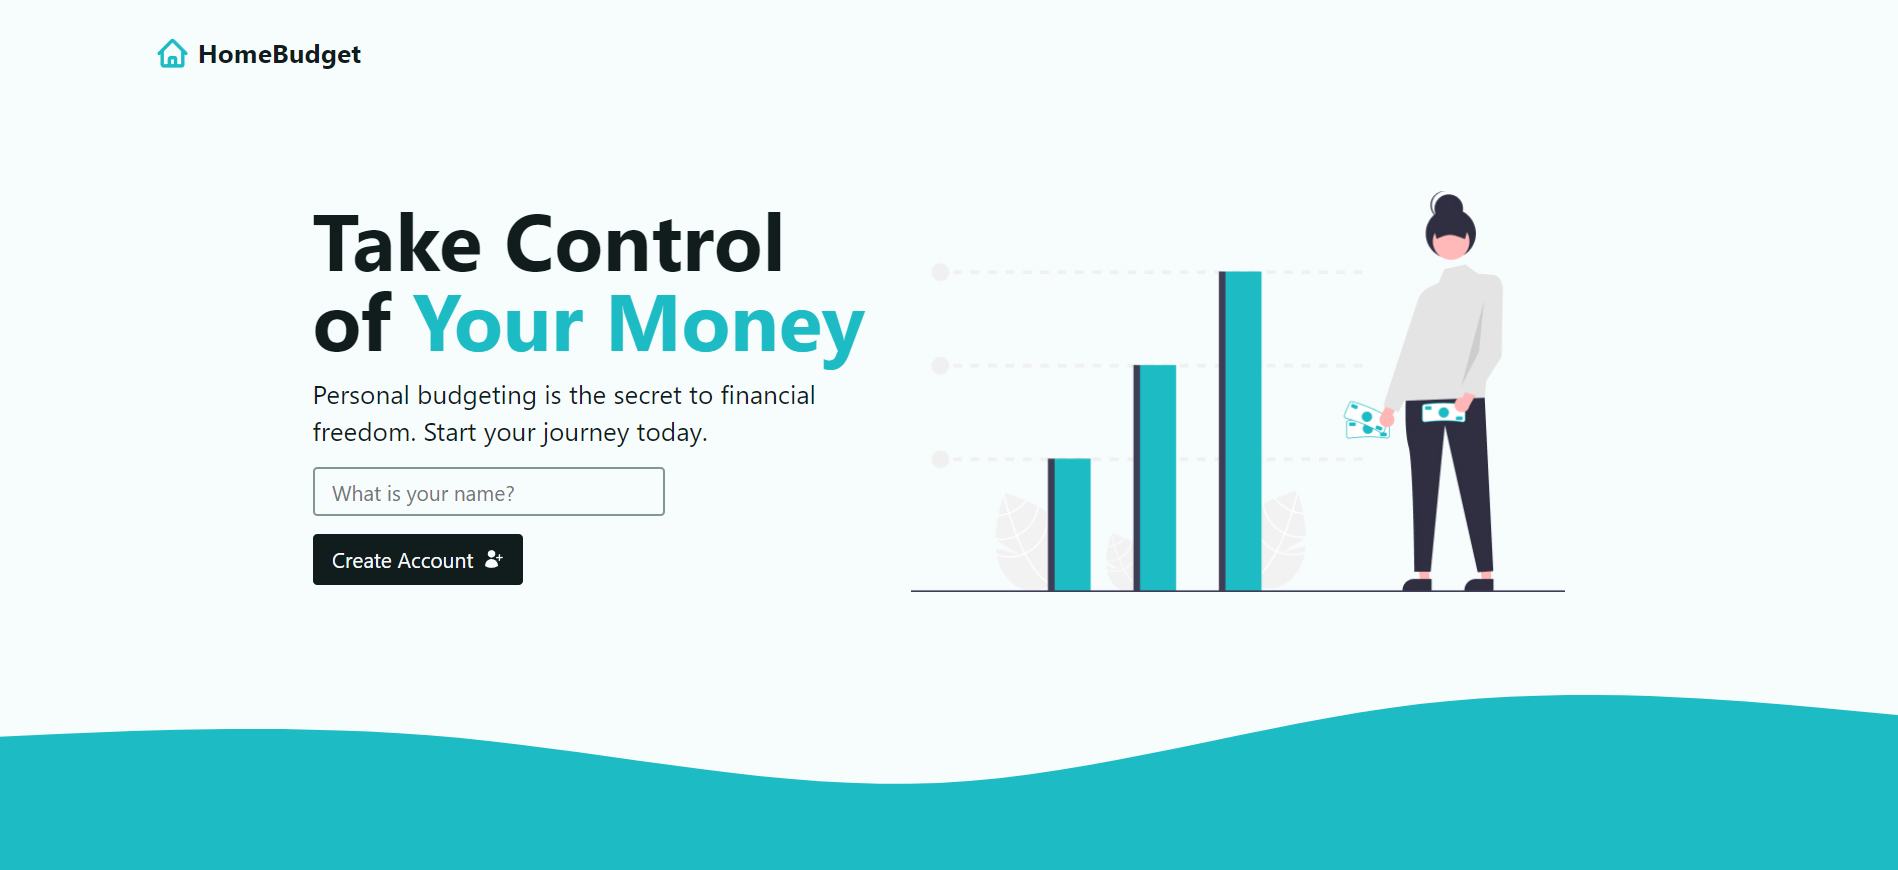 HomeBudget
Take Control
of Your Money
Personal budgeting is the secret to financial
freedom. Start your journey today.
What is your name?
Create Account